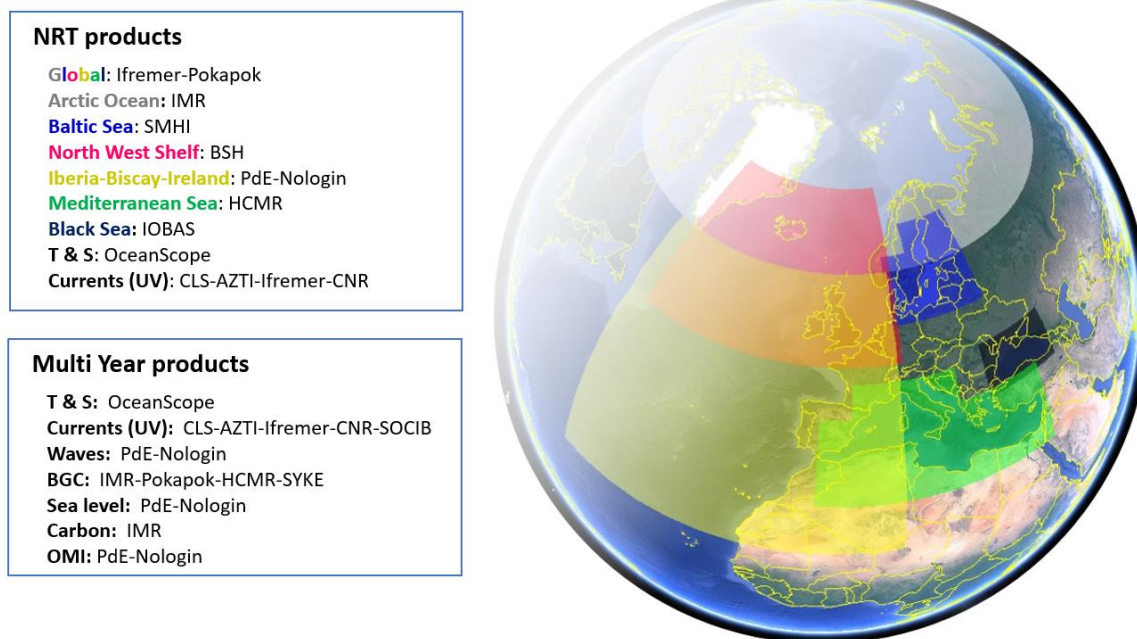 NRT products
Global: Ifremer-Pokapok
Arctic Ocean: IMR
Baltic Sea: SMHI
North West Shelf: BSH
Iberia-Biscay-Ireland: PdE-Nologin
Mediterranean Sea: HCMR
Black Sea: IOBAS
T & S: OceanScope
Currents (UV): CLS-AZTI-Ifremer-CNR
Multi Year products
T & S: OceanScope
Currents (UV): CLS-AZTI-Ifremer-CNR-SOCIB
Waves: PdE-Nologin
BGC: IMR-Pokapok-HCMR-SYKE
Sea level: PdE-Nologin
Carbon: IMR
OMI: PdE-Nologin